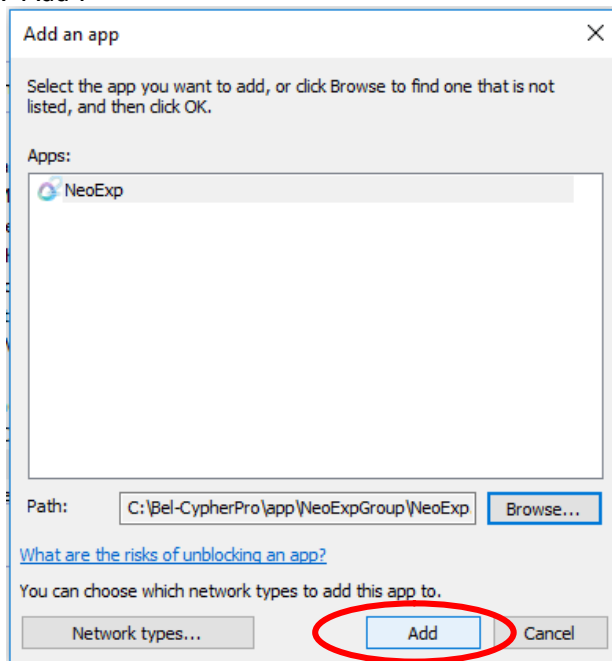 Add an app
Select the app you want to add, or click Browse to find one that is not
listed, and then click OK.
Apps:
NeoExp
Path: C:\Bel-CypherPro\app\NeoExpGroup\NeoExp Browse...
What are the risks of unblocking an app?
You can choose which network types to add this app to.
Network types... Add Cancel